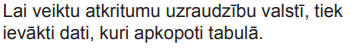 Lai veiktu atkritumu uzraudzību valstī, tiek
ievākti dati, kuri apkopoti tabulā.